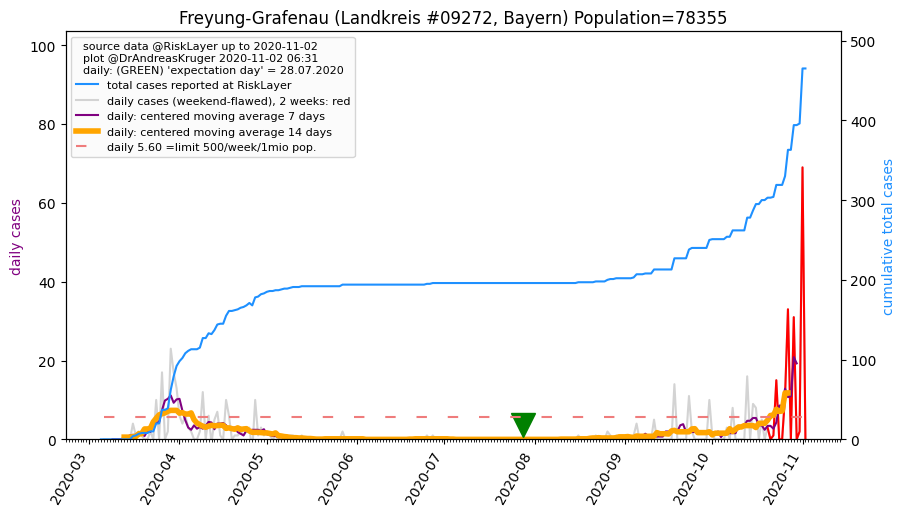 Freyung-Grafenau (Landkreis #09272, Bayern) Population=78355
source data @RiskLayer up to 2020-11-02
plot @DrAndreasKruger 2020-11-02 06:31
daily: (GREEN) 'expectation day' = 28.07.2020
total cases reported at RiskLayer
daily cases (weekend-flawed), 2 weeks: red
daily: centered moving average 7 days
daily: centered moving average 14 days
daily 5.60 =limit 500/week/1mio pop.
daily cases
100
80
60
40
20
0
cumulative total cases
500
400
300
200
100
0
2020-03
2020-04
2020-05
2020-06
2020-07
2020-08
2020-09
2020-10
2020-11